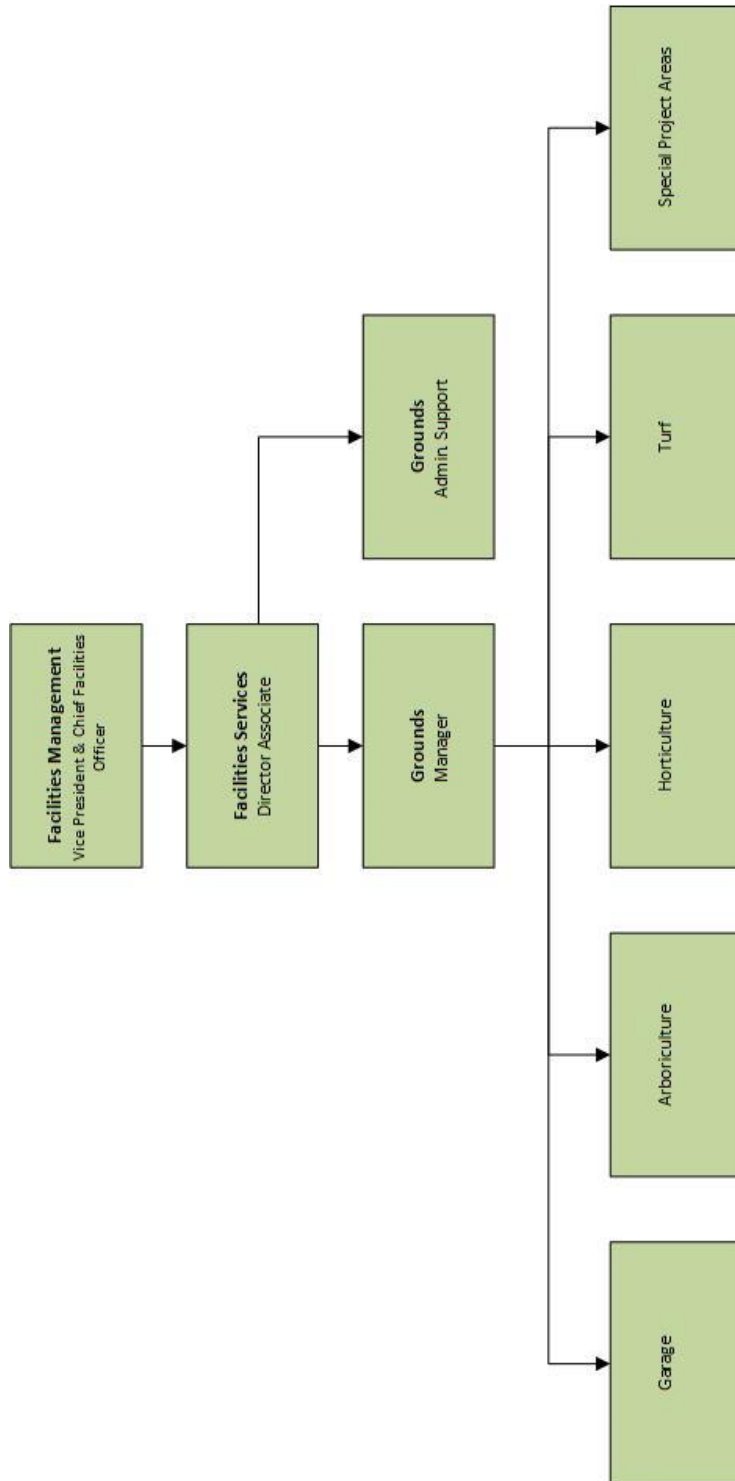 Facilities Management
Vice President & Chief Facilities
Officer
Facilities Services
Director Associate
Grounds
Manager
Grounds
Admin. Support
Garage
Arboriculture
Horticulture
Turf
Special Project Areas